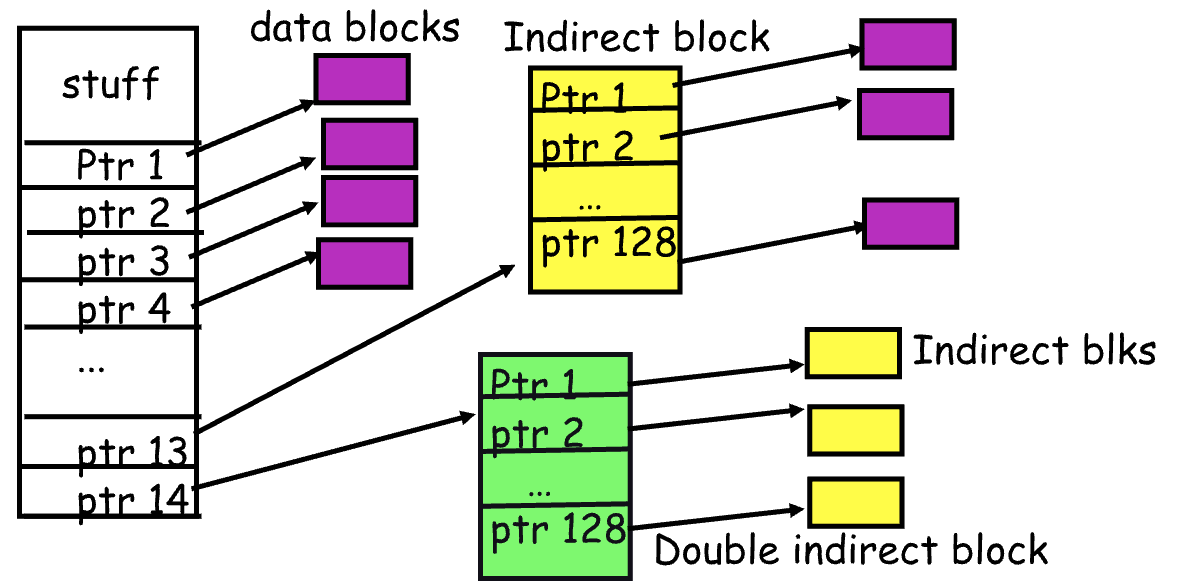 stuff
Ptr 1
ptr 2
ptr 3
ptr 4
...
ptr 13
ptr 14
data blocks
Indirect block
Ptr 1
ptr 2
...
ptr 128
Ptr 1
ptr 2
...
ptr 128
Indirect blks
Double indirect block